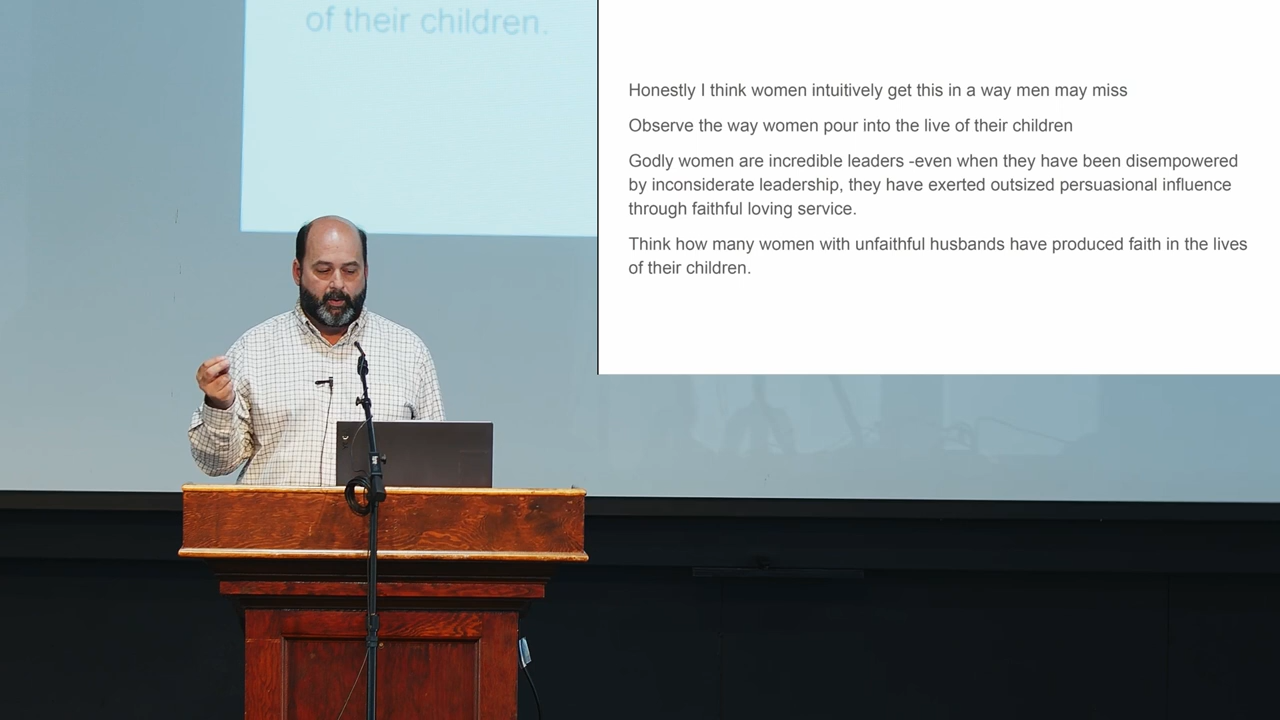 of their children.
Honestly I think women intuitively get this in a way men may miss
Observe the way women pour into the live of their children
Godly women are incredible leaders -even when they have been disempowered
by inconsiderate leadership, they have exerted outsized persuasional influence
through faithful loving service.
Think how many women with unfaithful husbands have produced faith in the lives
of their children.